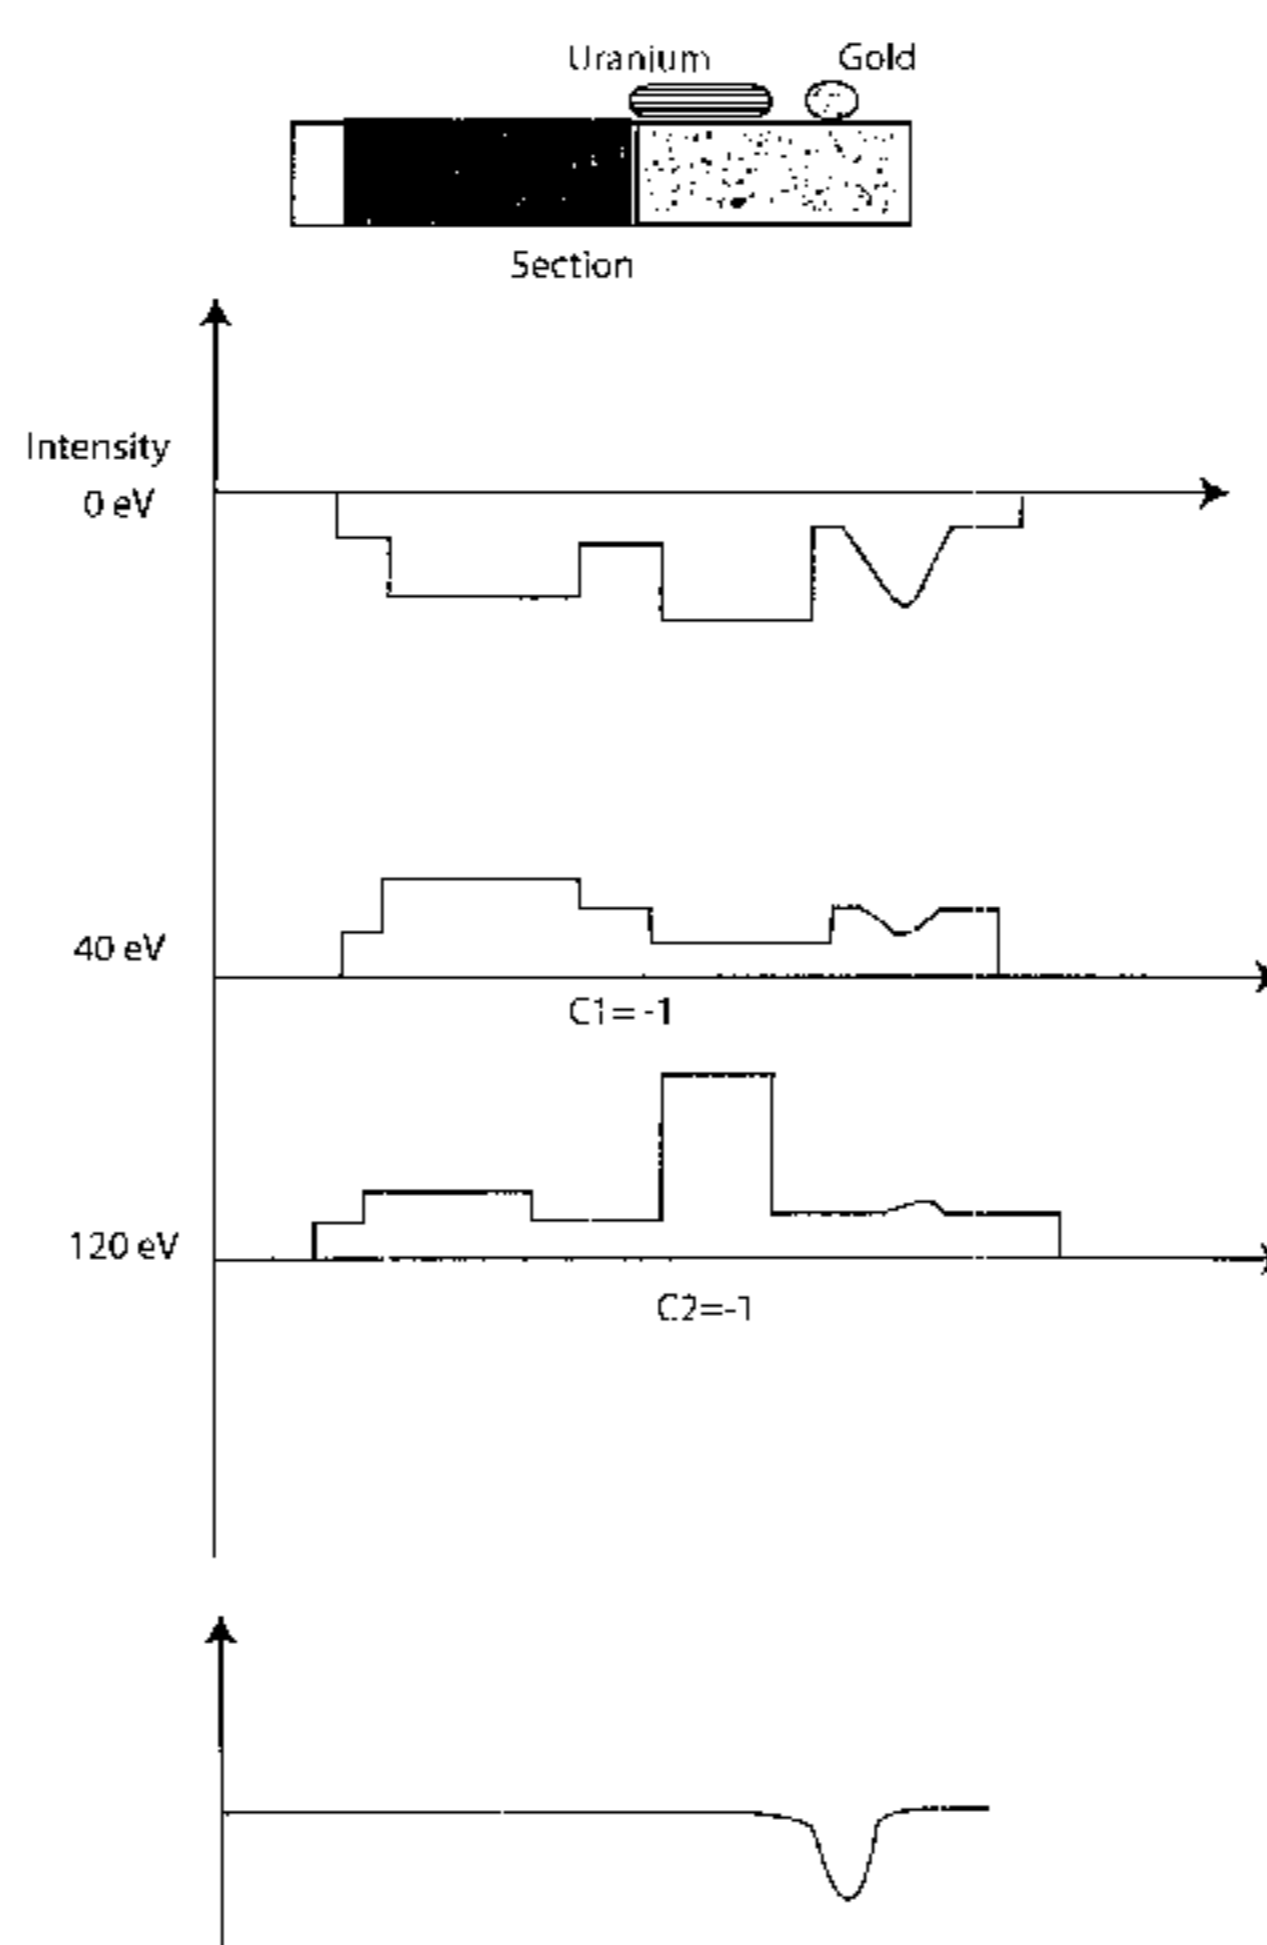 Uranium
Gold
Section
Intensity
0 eV
40 eV
C1= -1
120 eV
C2=-1